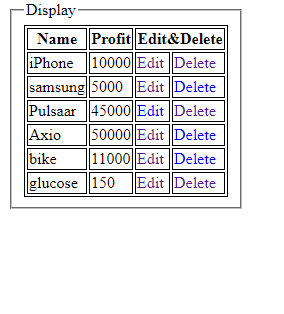 Display
Name Profit Edit&Delete
iPhone 10000 Edit Delete
samsung 5000 Edit Delete
Pulsaar 45000 Edit Delete
Axio 50000 Edit Delete
bike 11000 Edit Delete
glucose 150 Edit Delete